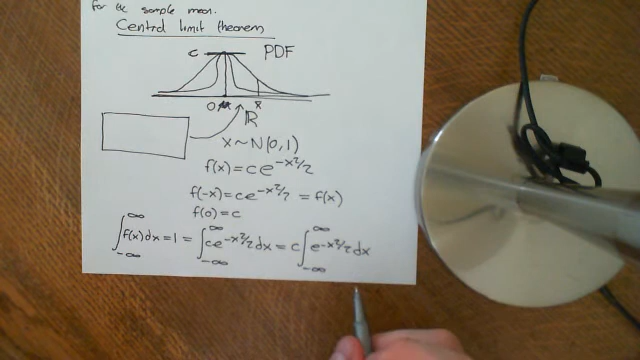 for the sample mean.
Central limit theorem
c PDF
0 μ x
ℝ
X~N(0,1)
f(x)=ce^{-x²/2}
f(-x)=ce^{-x²/2}=f(x)
f(0)=c
∫_{-∞}^{∞} f(x)dx=1=∫_{-∞}^{∞} ce^{-x²/2}dx=c∫_{-∞}^{∞} e^{-x²/2}dx